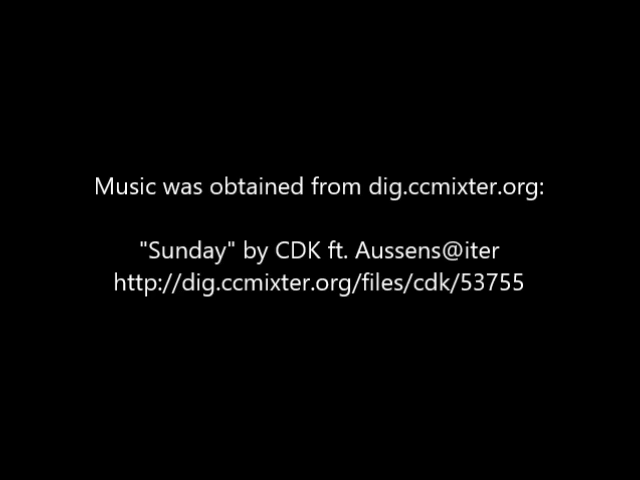 Music was obtained from dig.ccmixter.org:
"Sunday" by CDK ft. Aussens@iter
http://dig.ccmixter.org/files/cdk/53755